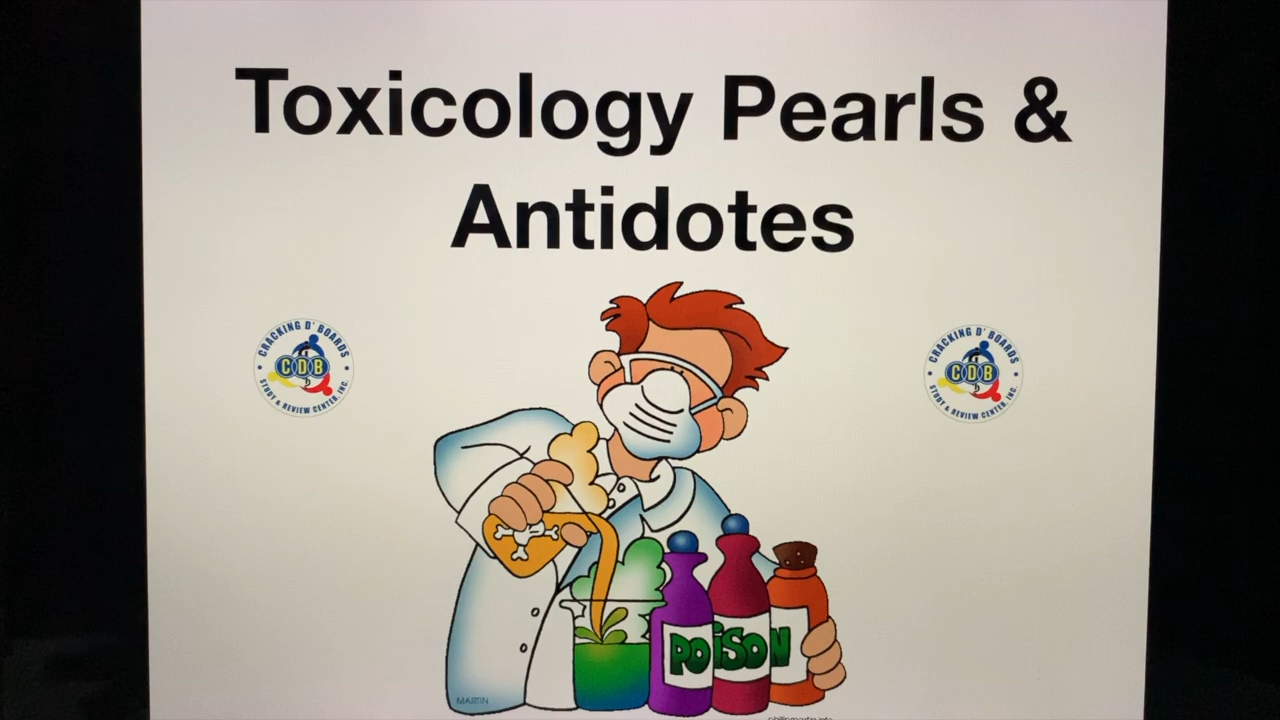 Toxicology Pearls &
Antidotes
CRACKING D' BOARDS
CDB
STUDY & REVIEW CENTER, INC.
CRACKING D' BOARDS
CDB
STUDY & REVIEW CENTER, INC.
POiSON
MARTIN